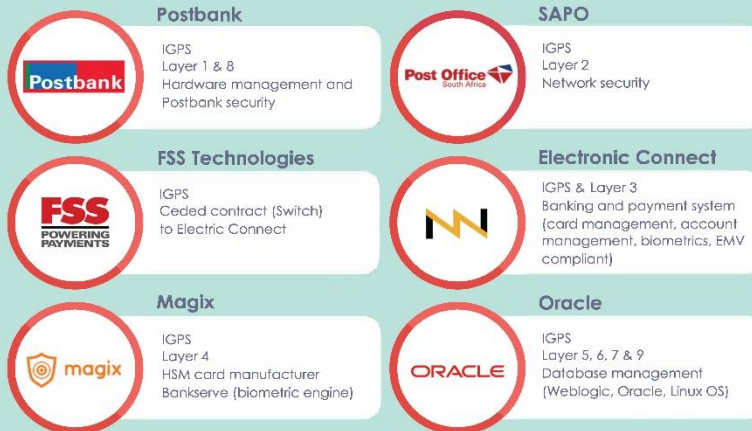 Postbank
Postbank
IGPS
Layer 1 & 8
Hardware management and
Postbank security
SAPO
Post Office
South Africa
IGPS
Layer 2
Network security
FSS Technologies
FSS
POWERING
PAYMENTS
IGPS
Ceded contract (Switch)
to Electric Connect
Electronic Connect
IGPS & Layer 3
Banking and payment system
(card management, account
management, biometrics, EMV
compliant)
Magix
magix
IGPS
Layer 4
HSM card manufacturer
Bankserve (biometric engine)
Oracle
ORACLE
IGPS
Layer 5, 6, 7 & 9
Database management
(Weblogic, Oracle, Linux OS)